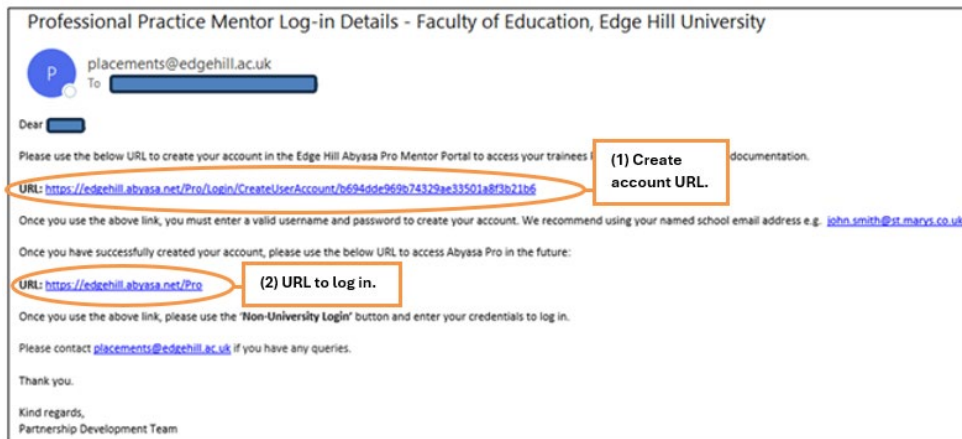 Professional Practice Mentor Log-in Details - Faculty of Education, Edge Hill University
P
placements@edgehill.ac.uk
To
Dear
Please use the below URL to create your account in the Edge Hill Abyasa Pro Mentor Portal to access your trainees documentation.
(1) Create account URL.
URL: https://edgehill.abyasa.net/Pro/Login/CreateUserAccount/b694dde969b74329ae33501a8f3b21b6
Once you use the above link, you must enter a valid username and password to create your account. We recommend using your named school email address e.g. john.smith@st.marys.co.uk
Once you have successfully created your account, please use the below URL to access Abyasa Pro in the future:
URL: https://edgehill.abyasa.net/Pro
(2) URL to log in.
Once you use the above link, please use the 'Non-University Login' button and enter your credentials to log in.
Please contact placements@edgehill.ac.uk if you have any queries.
Thank you.
Kind regards,
Partnership Development Team